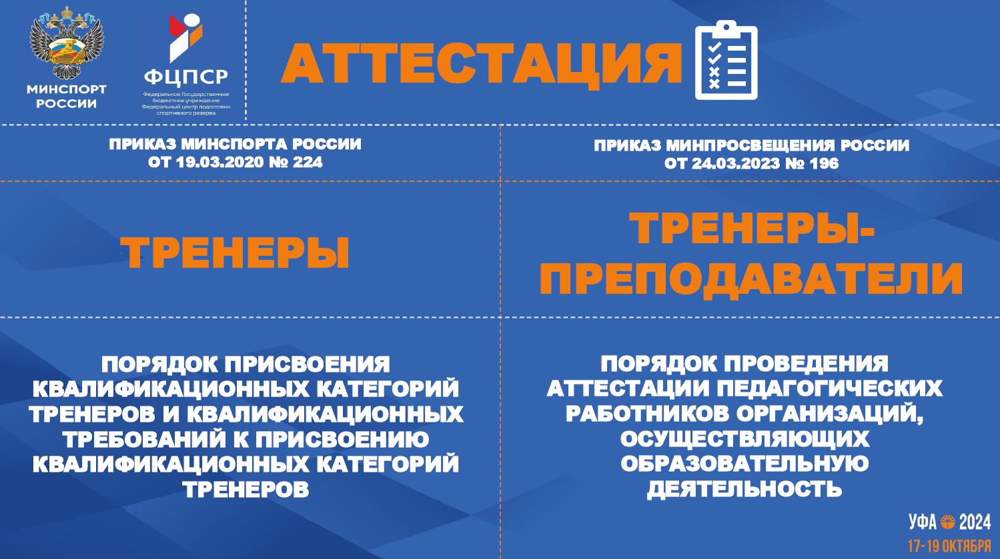 МИНСПОРТ
РОССИИ
ФЦПСР
Федеральное Государственное
бюджетное учреждение
Федеральный центр подготовки
спортивного резерва
АТТЕСТАЦИЯ
ПРИКАЗ МИНСПОРТА РОССИИ
ОТ 19.03.2020 № 224
ТРЕНЕРЫ
ПОРЯДОК ПРИСВОЕНИЯ
КВАЛИФИКАЦИОННЫХ КАТЕГОРИЙ
ТРЕНЕРОВ И КВАЛИФИКАЦИОННЫХ
ТРЕБОВАНИЙ К ПРИСВОЕНИЮ
КВАЛИФИКАЦИОННЫХ КАТЕГОРИЙ
ТРЕНЕРОВ
ПРИКАЗ МИНПРОСВЕЩЕНИЯ РОССИИ
ОТ 24.03.2023 № 196
ТРЕНЕРЫ-
ПРЕПОДАВАТЕЛИ
ПОРЯДОК ПРОВЕДЕНИЯ
АТТЕСТАЦИИ ПЕДАГОГИЧЕСКИХ
РАБОТНИКОВ ОРГАНИЗАЦИЙ,
ОСУЩЕСТВЛЯЮЩИХ
ОБРАЗОВАТЕЛЬНУЮ
ДЕЯТЕЛЬНОСТЬ
УФА 2024
17-19 ОКТЯБРЯ